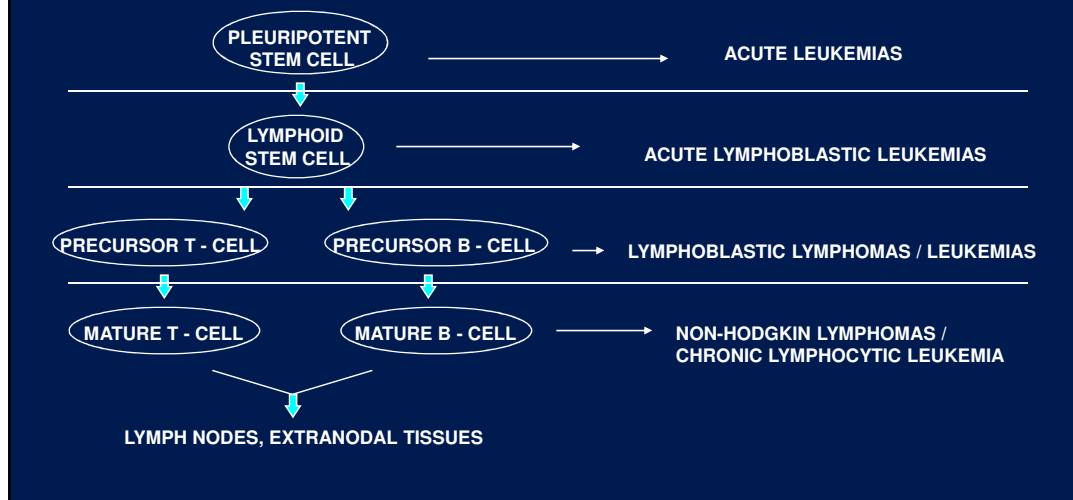 PLEURIPOTENT
STEM CELL
ACUTE LEUKEMIAS
LYMPHOID
STEM CELL
ACUTE LYMPHOBLASTIC LEUKEMIAS
PRECURSOR T - CELL
PRECURSOR B - CELL
LYMPHOBLASTIC LYMPHOMAS / LEUKEMIAS
MATURE T - CELL
MATURE B - CELL
NON-HODGKIN LYMPHOMAS /
CHRONIC LYMPHOCYTIC LEUKEMIA
LYMPH NODES, EXTRANODAL TISSUES